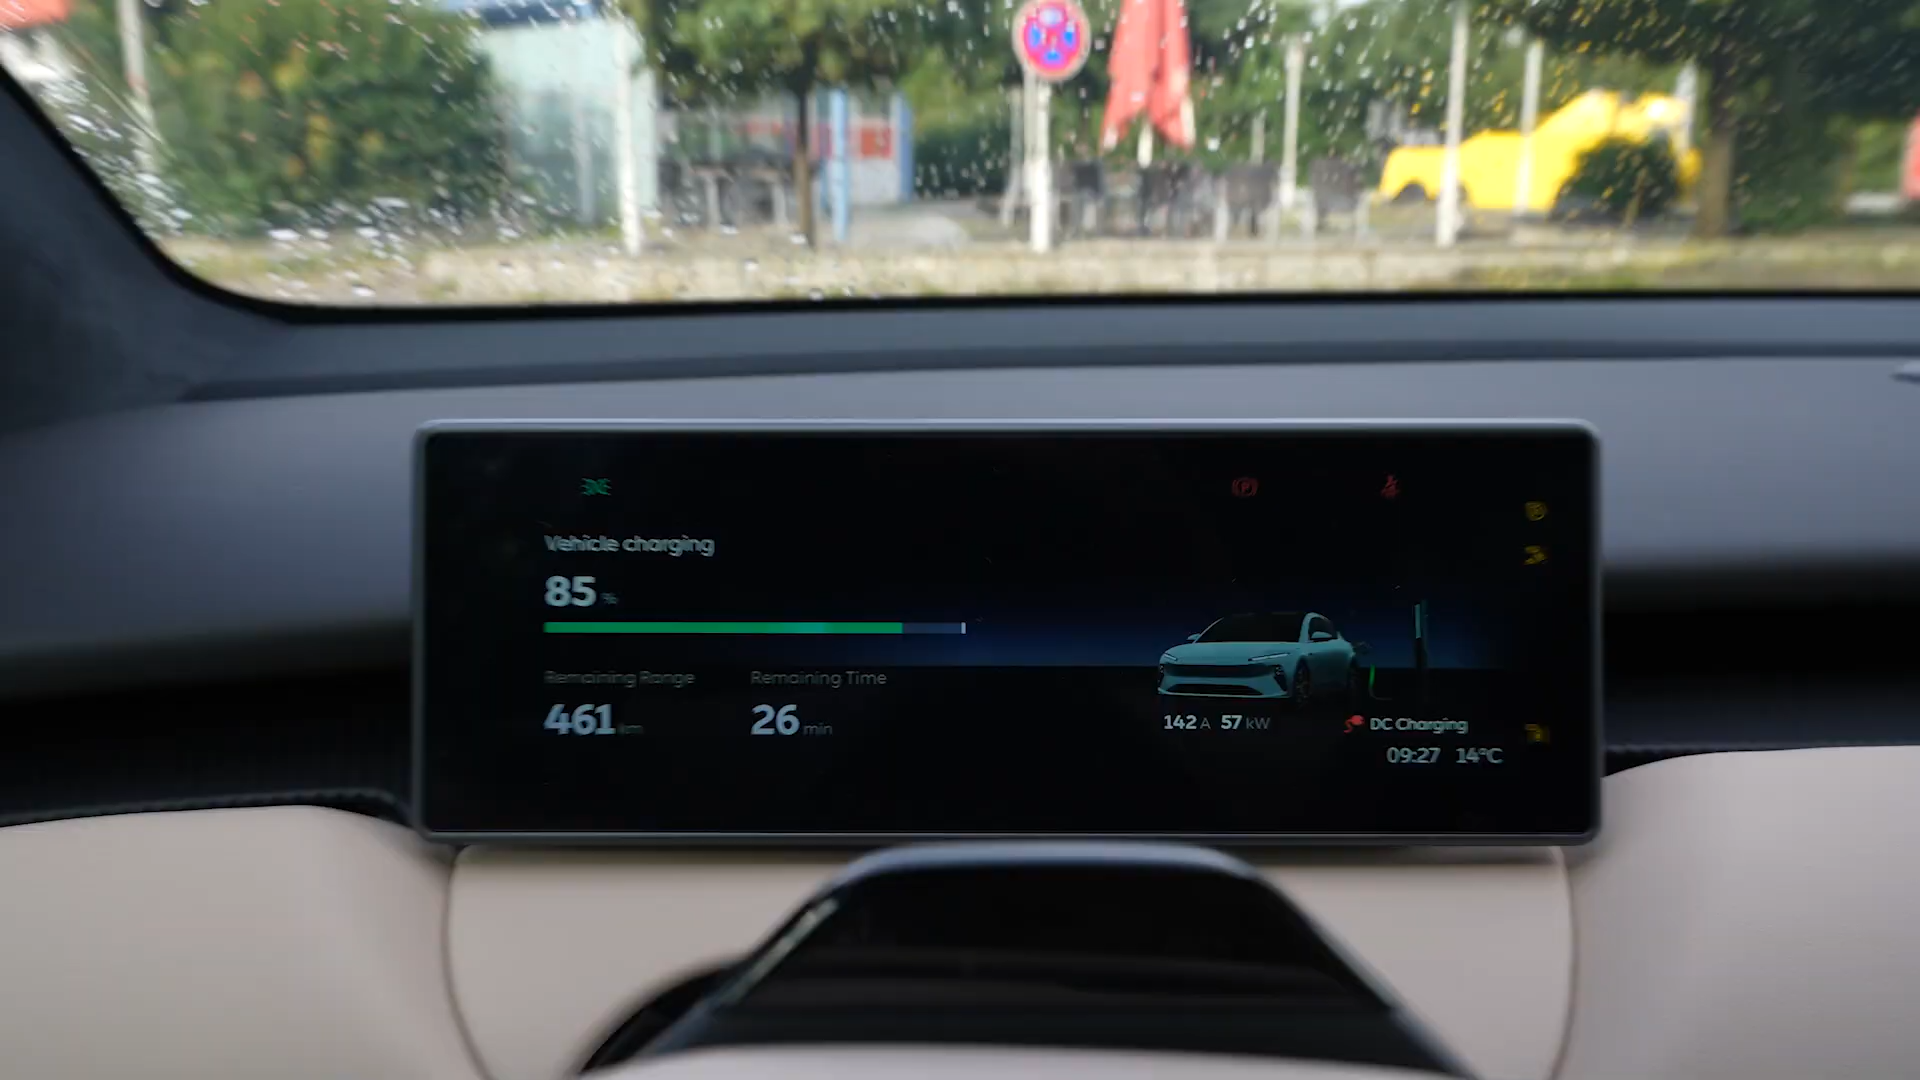 Vehicle charging
85 %
Remaining Range Remaining Time
461 km 26 min
142 A 57 kW DC Charging
09:27 14°C